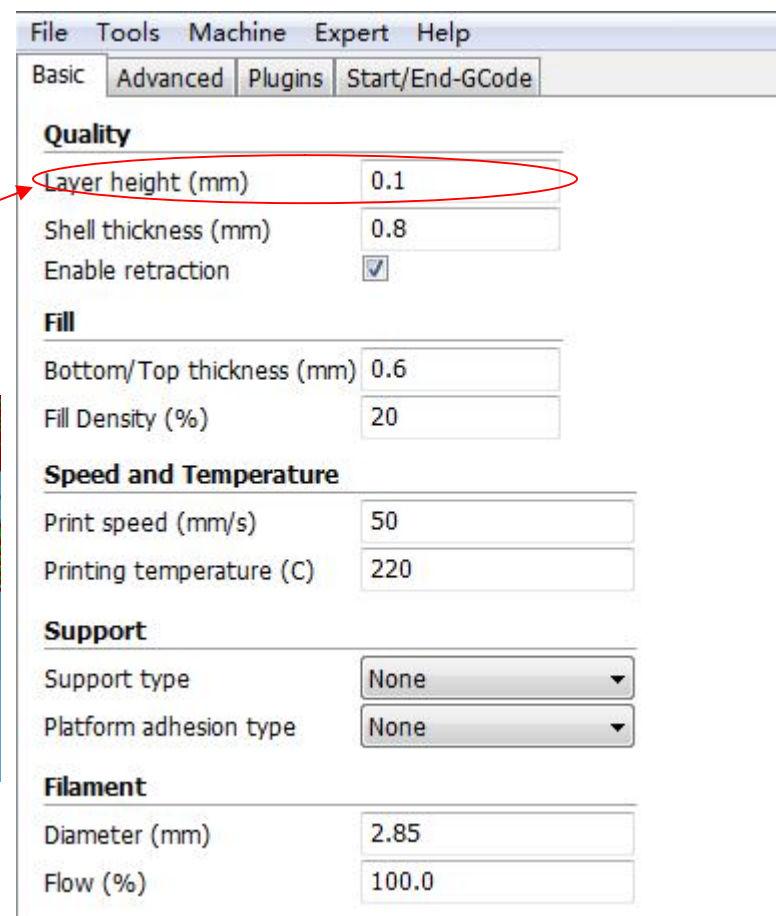 File Tools Machine Expert Help
Basic Advanced Plugins Start/End-GCode
Quality
Layer height (mm) 0.1
Shell thickness (mm) 0.8
Enable retraction
Fill
Bottom/Top thickness (mm) 0.6
Fill Density (%) 20
Speed and Temperature
Print speed (mm/s) 50
Printing temperature (C) 220
Support
Support type None
Platform adhesion type None
Filament
Diameter (mm) 2.85
Flow (%) 100.0